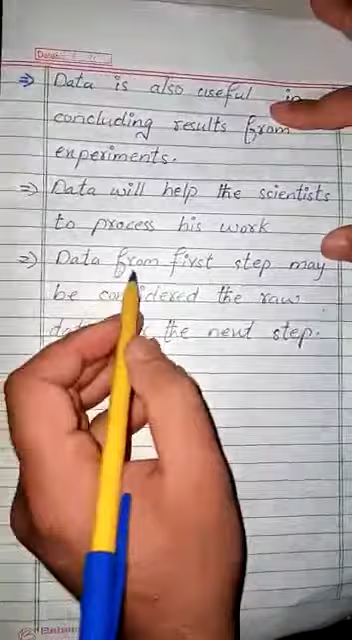 Date:
=> Data is also useful in
concluding results from
experiments.
=> Data will help the scientists
to process his work
=> Data from first step may
be considered the raw
the next step.